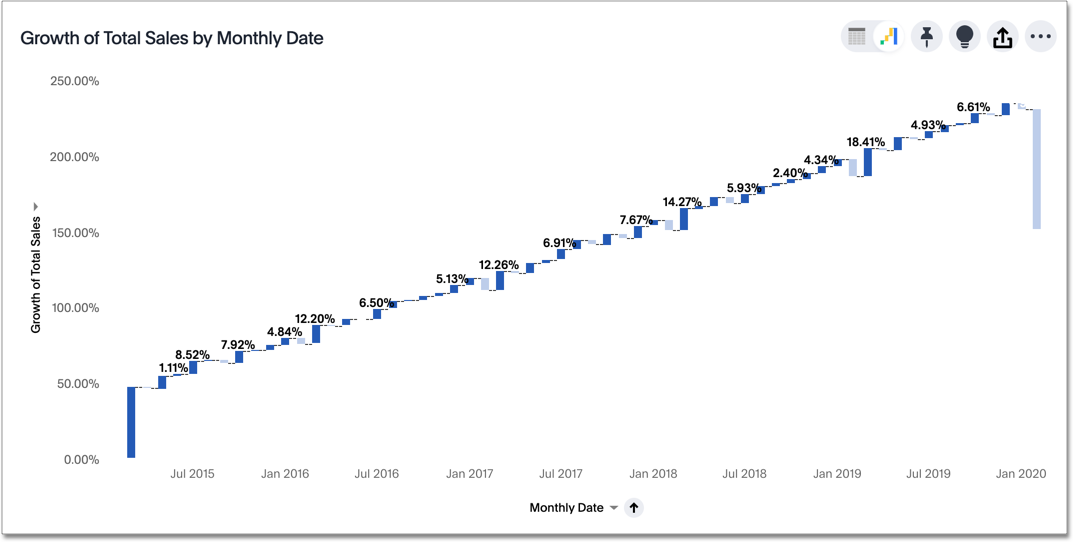 Growth of Total Sales by Monthly Date
250.00%
200.00%
150.00%
100.00%
50.00%
0.00%
Growth of Total Sales
1.11%
8.52%
7.92%
4.84%
12.20%
6.50%
5.13%
12.26%
6.91%
7.67%
14.27%
5.93%
2.40%
4.34%
18.41%
4.93%
6.61%
Jul 2015
Jan 2016
Jul 2016
Jan 2017
Jul 2017
Jan 2018
Jul 2018
Jan 2019
Jul 2019
Jan 2020
Monthly Date